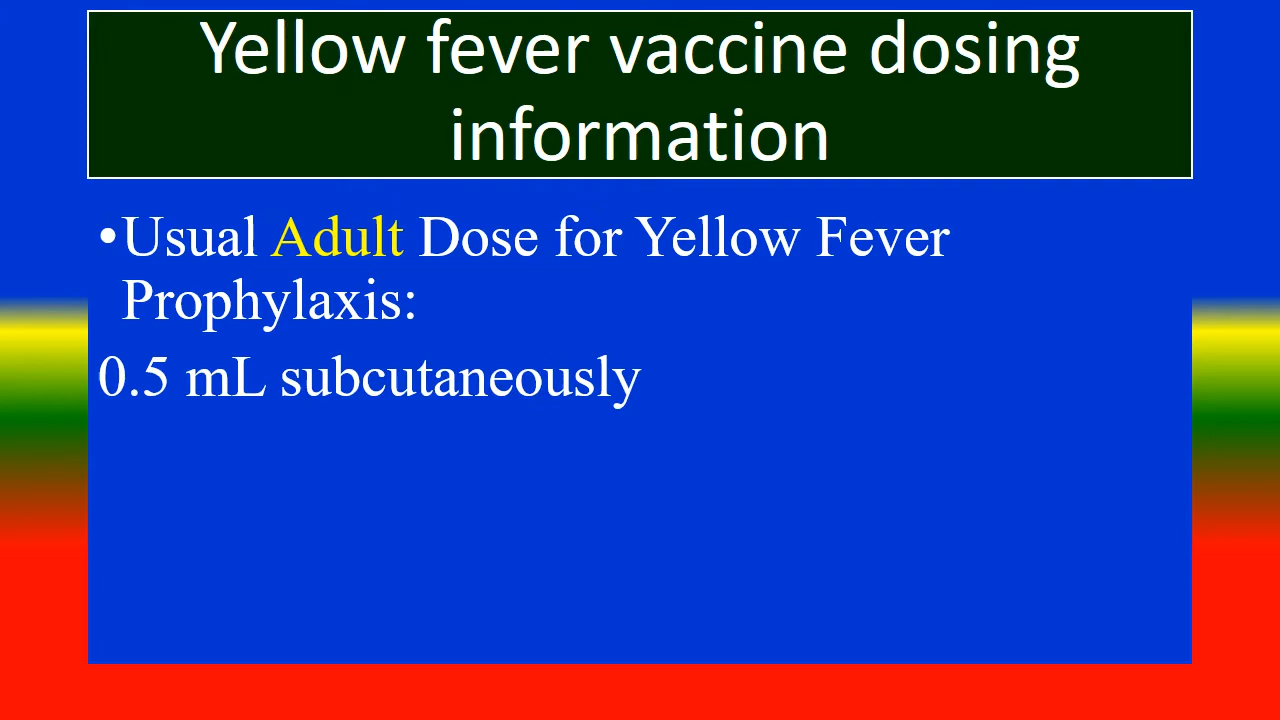 Yellow fever vaccine dosing
information
•Usual Adult Dose for Yellow Fever
Prophylaxis:
0.5 mL subcutaneously